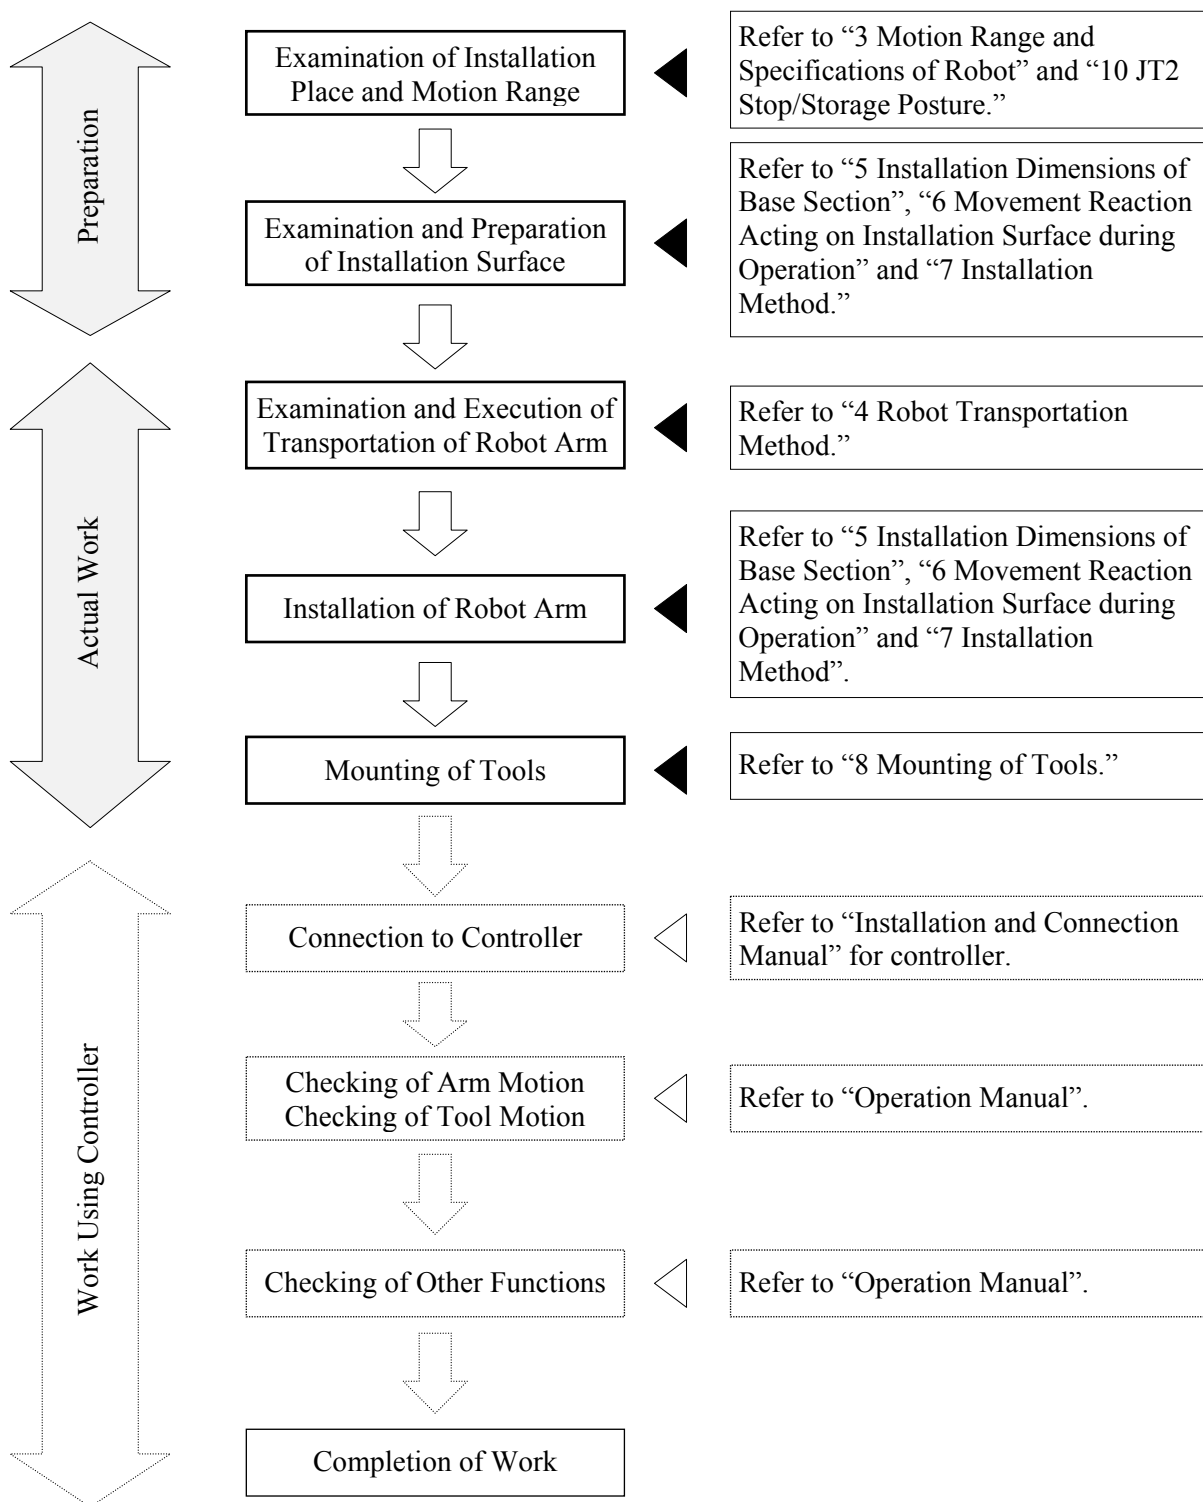 Preparation
Examination of Installation
Place and Motion Range
Refer to “3 Motion Range and
Specifications of Robot” and “10 JT2
Stop/Storage Posture.”
Examination and Preparation
of Installation Surface
Refer to “5 Installation Dimensions of
Base Section”, “6 Movement Reaction
Acting on Installation Surface during
Operation” and “7 Installation
Method.”
Actual Work
Examination and Execution of
Transportation of Robot Arm
Refer to “4 Robot Transportation
Method.”
Installation of Robot Arm
Refer to “5 Installation Dimensions of
Base Section”, “6 Movement Reaction
Acting on Installation Surface during
Operation” and “7 Installation
Method”.
Mounting of Tools
Refer to “8 Mounting of Tools.”
Work Using Controller
Connection to Controller
Refer to “Installation and Connection
Manual” for controller.
Checking of Arm Motion
Checking of Tool Motion
Refer to “Operation Manual”.
Checking of Other Functions
Refer to “Operation Manual”.
Completion of Work